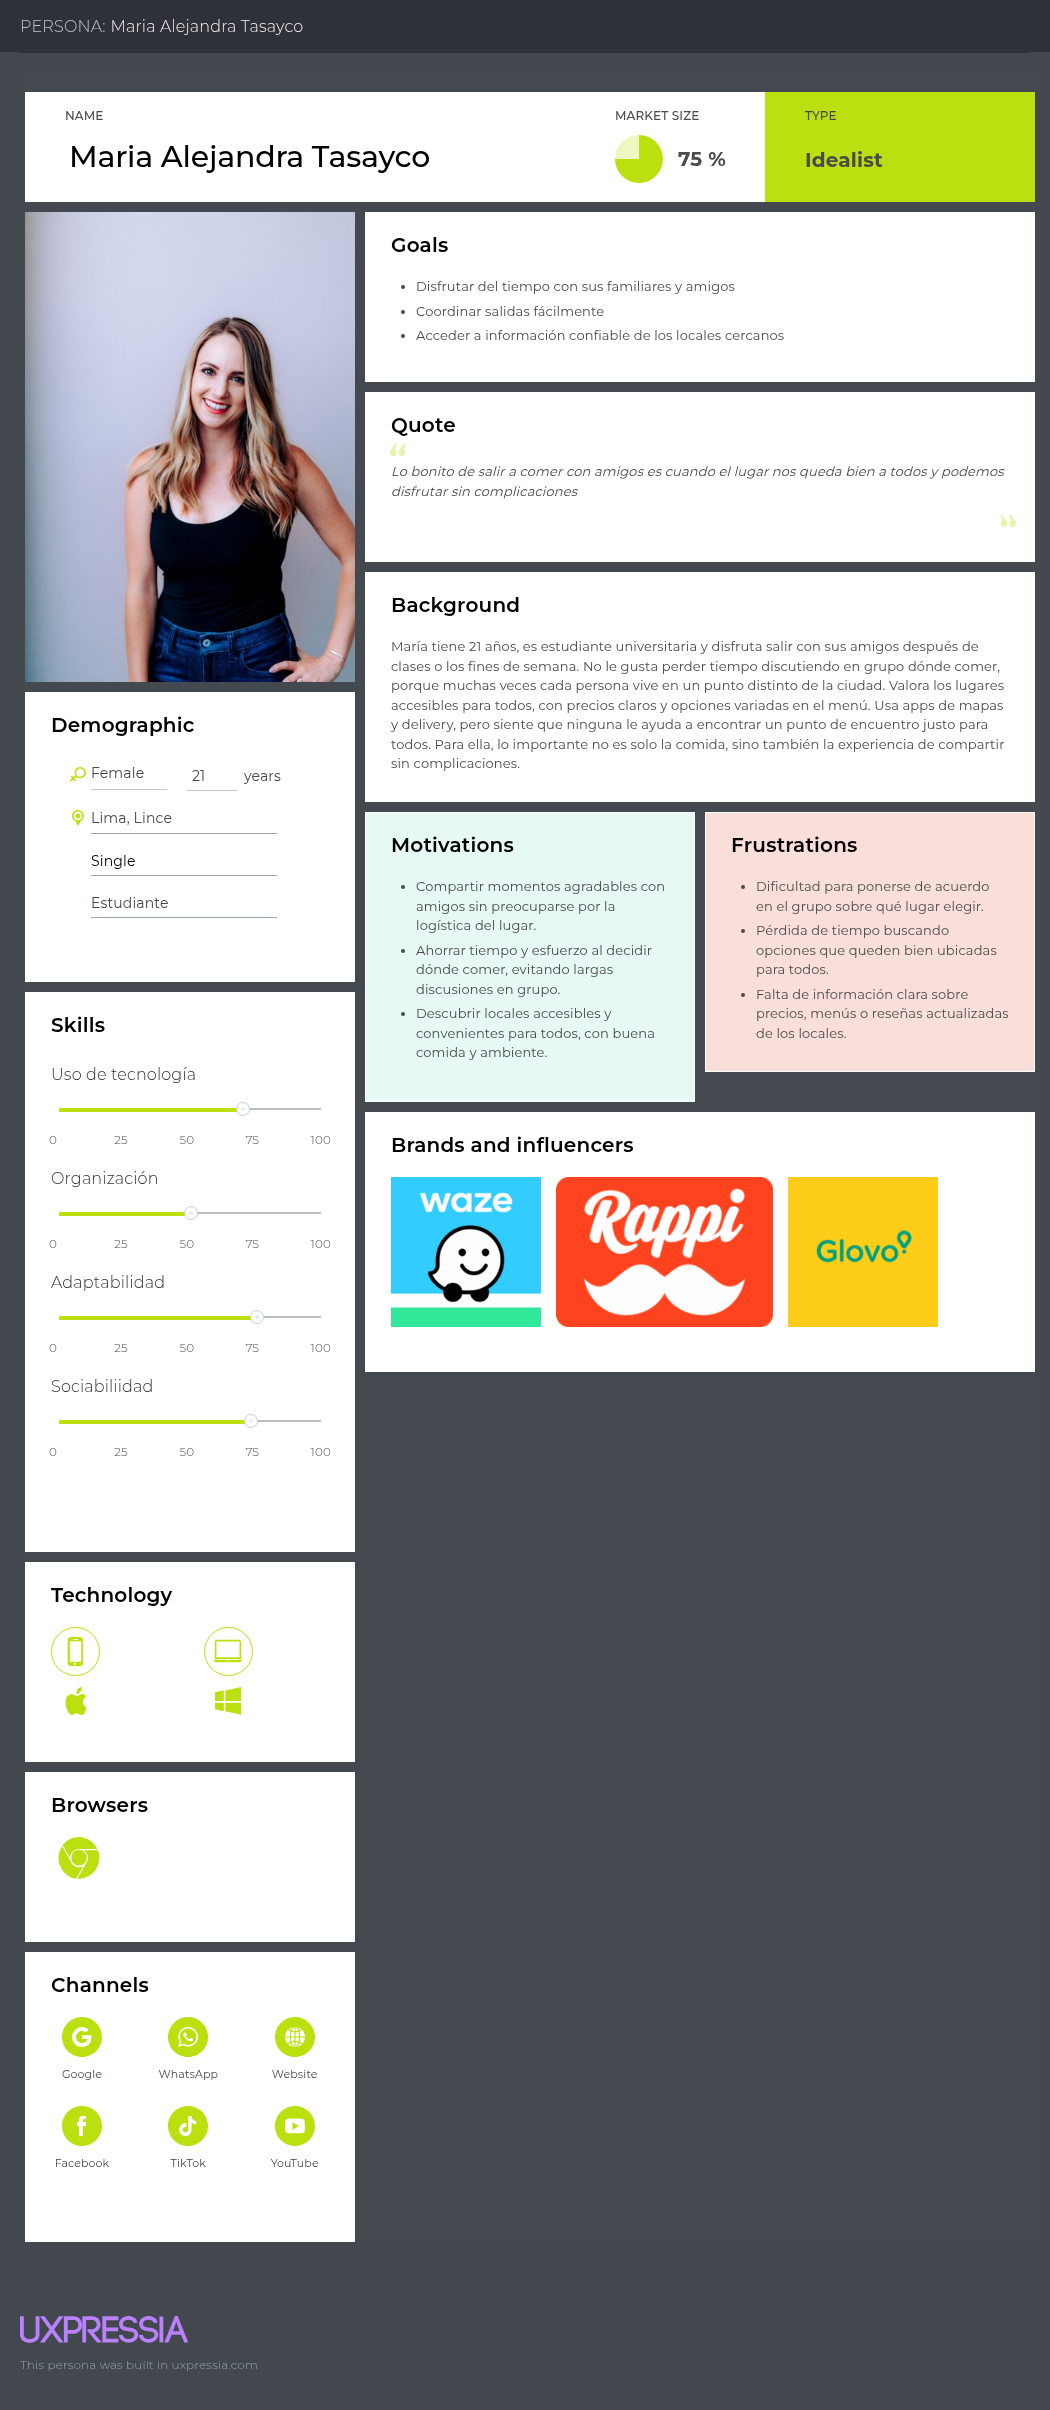 PERSONA: Maria Alejandra Tasayco
NAME
Maria Alejandra Tasayco
MARKET SIZE
75 %
TYPE
Idealist
Goals
• Disfrutar del tiempo con sus familiares y amigos
• Coordinar salidas fácilmente
• Acceder a información confiable de los locales cercanos
Quote
“
Lo bonito de salir a comer con amigos es cuando el lugar nos queda bien a todos y podemos
disfrutar sin complicaciones
”
Background
María tiene 21 años, es estudiante universitaria y disfruta salir con sus amigos después de
clases o los fines de semana. No le gusta perder tiempo discutiendo en grupo dónde comer,
porque muchas veces cada persona vive en un punto distinto de la ciudad. Valora los lugares
accesibles para todos, con precios claros y opciones variadas en el menú. Usa apps de mapas
y delivery, pero siente que ninguna le ayuda a encontrar un punto de encuentro justo para
todos. Para ella, lo importante no es solo la comida, sino también la experiencia de compartir
sin complicaciones.
Demographic
Female 21 years
Lima, Lince
Single
Estudiante
Motivations
• Compartir momentos agradables con
amigos sin preocuparse por la
logística del lugar.
• Ahorrar tiempo y esfuerzo al decidir
dónde comer, evitando largas
discusiones en grupo.
• Descubrir locales accesibles y
convenientes para todos, con buena
comida y ambiente.
Frustrations
• Dificultad para ponerse de acuerdo
en el grupo sobre qué lugar elegir.
• Pérdida de tiempo buscando
opciones que queden bien ubicadas
para todos.
• Falta de información clara sobre
precios, menús o reseñas actualizadas
de los locales.
Skills
Uso de tecnología
0 25 50 75 100
Organización
0 25 50 75 100
Adaptabilidad
0 25 50 75 100
Sociabiliidad
0 25 50 75 100
Brands and influencers
waze
Rappi
Glovo
Technology
Browsers
Channels
Google WhatsApp Website
Facebook TikTok YouTube
UXPRESSIA
This persona was built in uxpressia.com